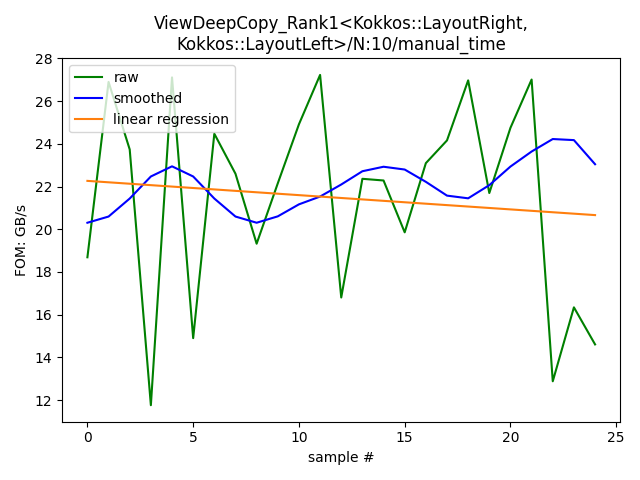 ViewDeepCopy_Rank1<Kokkos::LayoutRight,
Kokkos::LayoutLeft>/N:10/manual_time
raw
smoothed
linear regression
FOM: GB/s
28
26
24
22
20
18
16
14
12
0
5
10
15
20
25
sample #